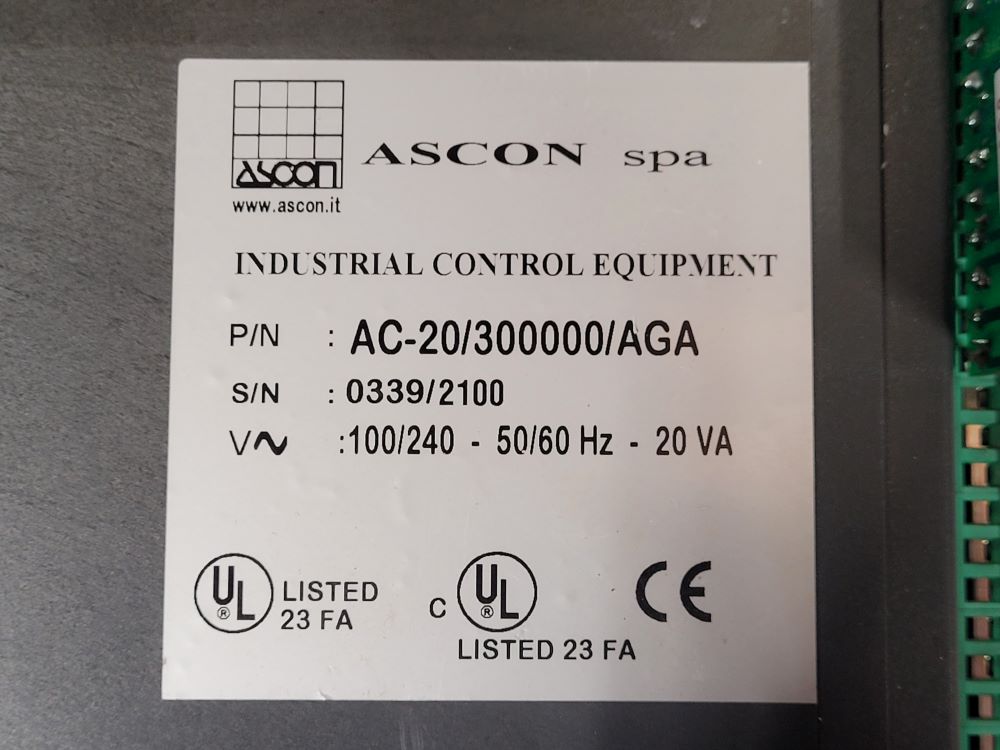 ascon
ASCON spa
www.ascon.it
INDUSTRIAL CONTROL EQUIPMENT
P/N : AC-20/300000/AGA
S/N : 0339/2100
V~ :100/240 - 50/60 Hz - 20 VA
UL® LISTED
23 FA
C UL®
LISTED 23 FA
CE